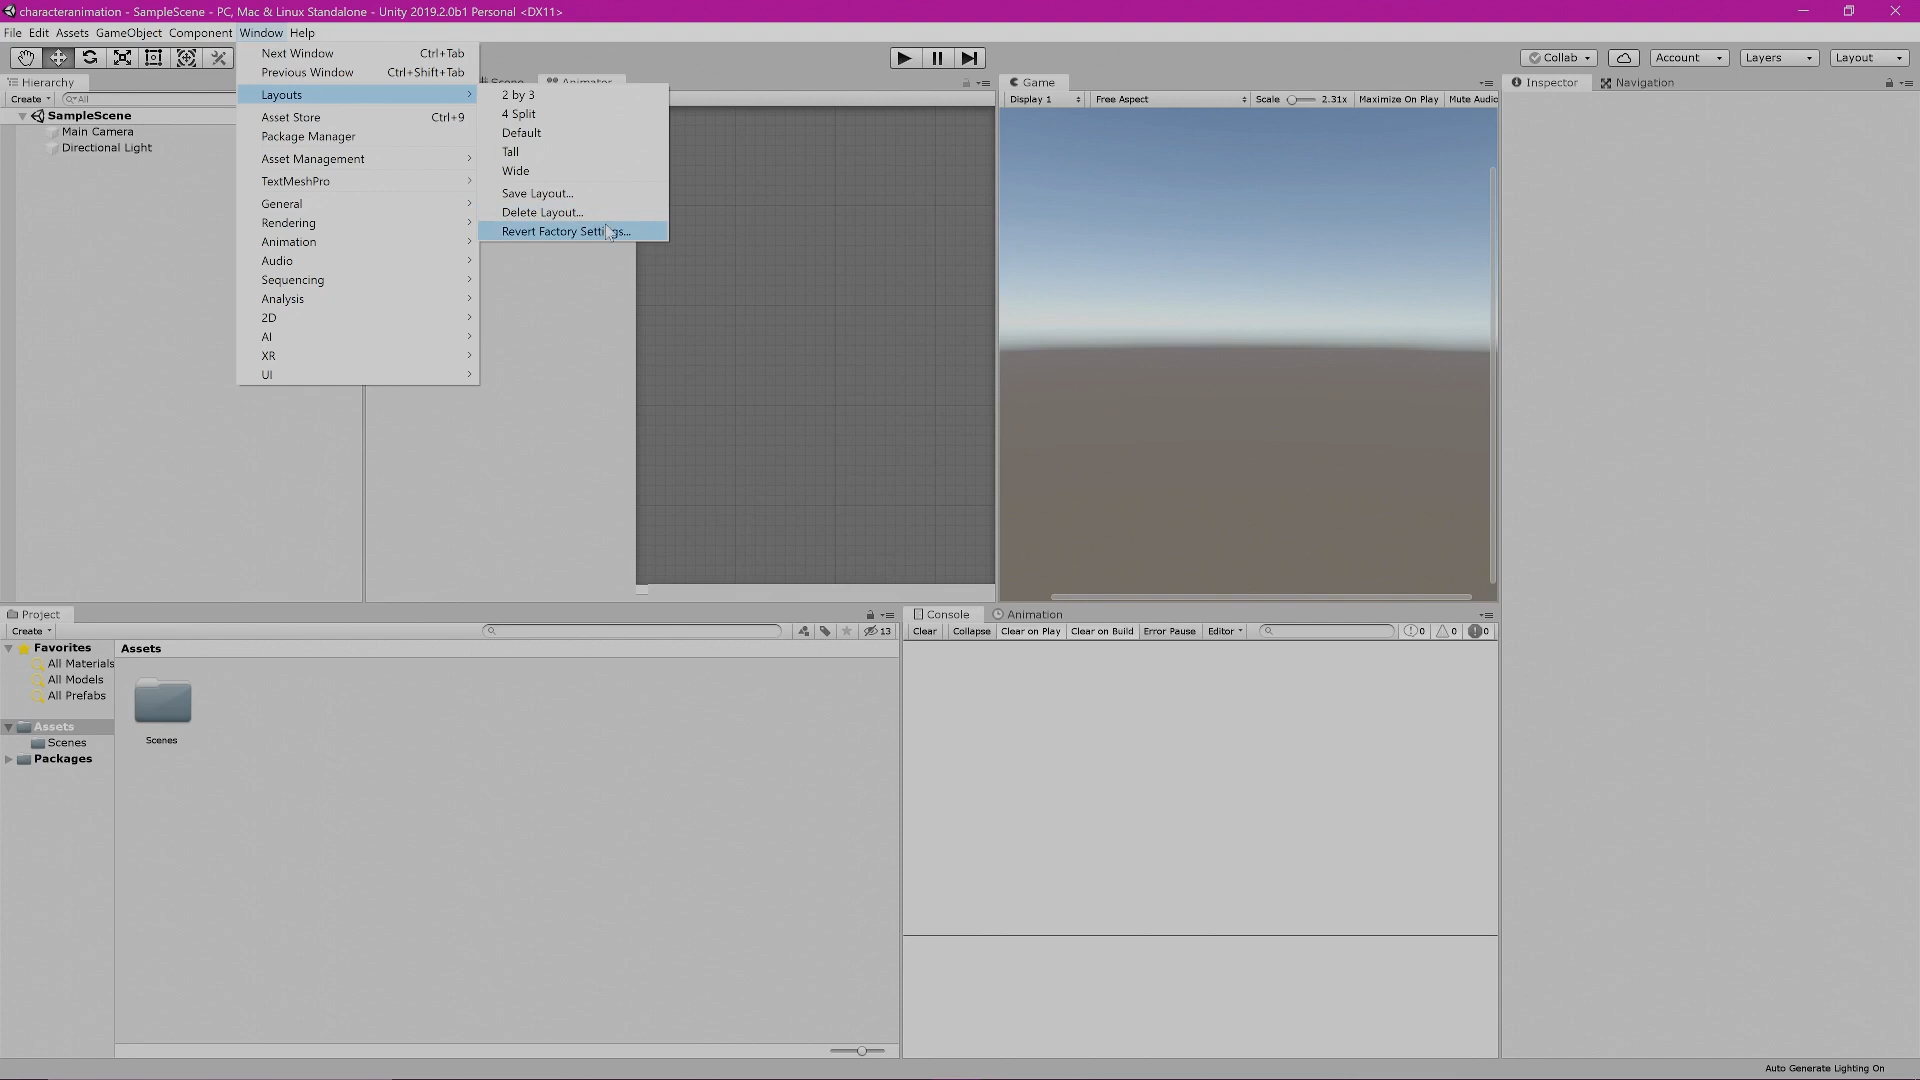 characteranimation - SampleScene - PC, Mac & Linux Standalone - Unity 2019.2.0b1 Personal <DX11>
File Edit Assets GameObject Component Window Help
Collab Account Layers Layout
Next Window Ctrl+Tab
Previous Window Ctrl+Shift+Tab
Layouts
Asset Store Ctrl+9
Package Manager
Asset Management
TextMeshPro
General
Rendering
Animation
Audio
Sequencing
Analysis
2D
AI
XR
UI
2 by 3
4 Split
Default
Tall
Wide
Save Layout...
Delete Layout...
Revert Factory Settings...
Hierarchy
Create All
SampleScene
Main Camera
Directional Light
Scene Animator
Game
Display 1 Free Aspect Scale 2.31x Maximize On Play Mute Audio
Inspector Navigation
Project
Create 13
Favorites
All Materials
All Models
All Prefabs
Assets
Scenes
Packages
Assets
Scenes
Console Animation
Clear Collapse Clear on Play Clear on Build Error Pause Editor 0 0 0
Auto Generate Lighting On